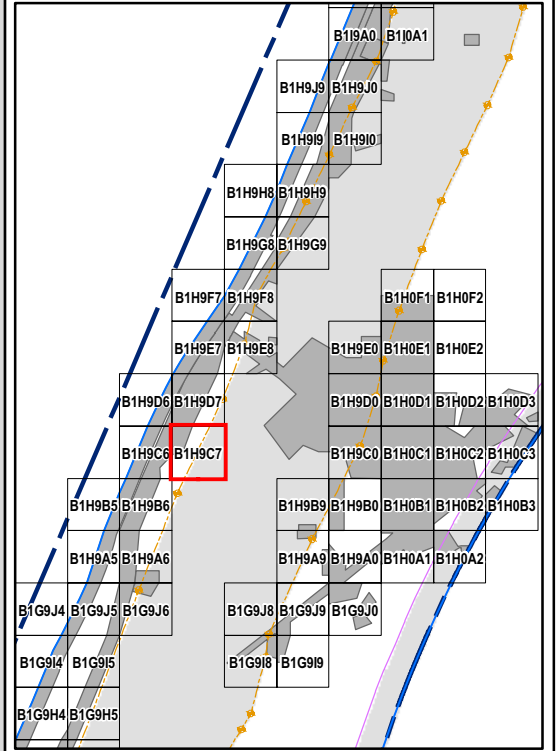 B1I9A0 B1I0A1
B1H9J9 B1H9J0
B1H9I9 B1H9I0
B1H9H8 B1H9H9
B1H9G8 B1H9G9
B1H9F7 B1H9F8 B1H0F1 B1H0F2
B1H9E7 B1H9E8 B1H9E0 B1H0E1 B1H0E2
B1H9D6 B1H9D7 B1H9D0 B1H0D1 B1H0D2 B1H0D3
B1H9C6 B1H9C7 B1H9C0 B1H0C1 B1H0C2 B1H0C3
B1H9B5 B1H9B6 B1H9B9 B1H9B0 B1H0B1 B1H0B2 B1H0B3
B1H9A5 B1H9A6 B1H9A9 B1H9A0 B1H0A1 B1H0A2
B1G9J4 B1G9J5 B1G9J6 B1G9J8 B1G9J9 B1G9J0
B1G9I4 B1G9I5 B1G9I8 B1G9I9
B1G9H4 B1G9H5